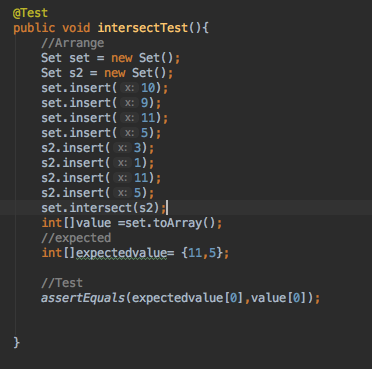 @Test
public void intersectTest(){
//Arrange
Set set = new Set();
Set s2 = new Set();
set.insert( x: 10);
set.insert( x: 9);
set.insert( x: 11);
set.insert( x: 5);
s2.insert( x: 3);
s2.insert( x: 1);
s2.insert( x: 11);
s2.insert( x: 5);
set.intersect(s2);
int[]value =set.toArray();
//expected
int[]expectedvalue= {11,5};
//Test
assertEquals(expectedvalue[0],value[0]);
}